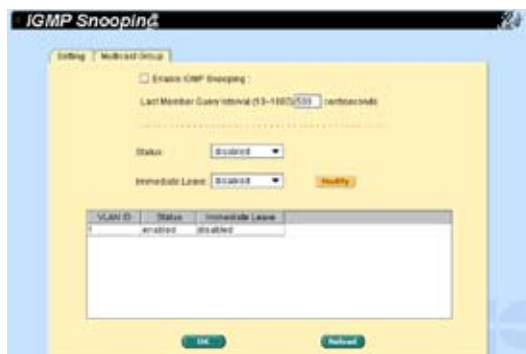 IGMP Snooping
Setting Multicast Group
Enable IGMP Snooping :
Last Member Query Interval (10~1000) 500 centiseconds
Status: disabled
Immediate Leave: disabled Modify
VLAN ID Status Immediate Leave
1 enabled disabled
OK Reload